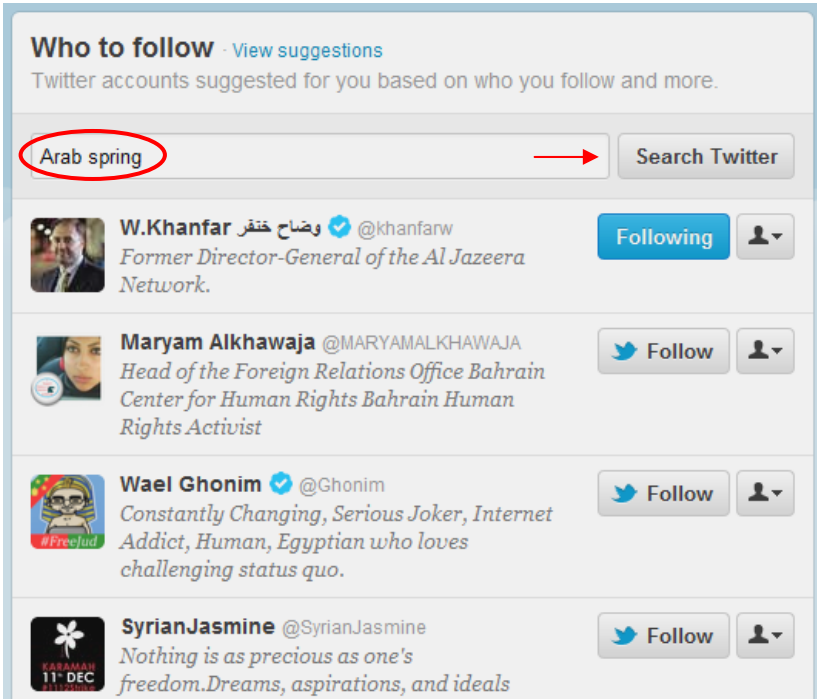 Who to follow · View suggestions
Twitter accounts suggested for you based on who you follow and more.
Arab spring
Search Twitter
W.Khanfar وضاح خنفر @khanfarw
Following
Former Director-General of the Al Jazeera
Network.
Maryam Alkhawaja @MARYAMALKHAWAJA
Follow
Head of the Foreign Relations Office Bahrain
Center for Human Rights Bahrain Human
Rights Activist
Wael Ghonim @Ghonim
Follow
Constantly Changing, Serious Joker, Internet
Addict, Human, Egyptian who loves
challenging status quo.
#FreeJud
SyrianJasmine @SyrianJasmine
Follow
Nothing is as precious as one's
freedom.Dreams, aspirations, and ideals
KARAMAH
11th DEC